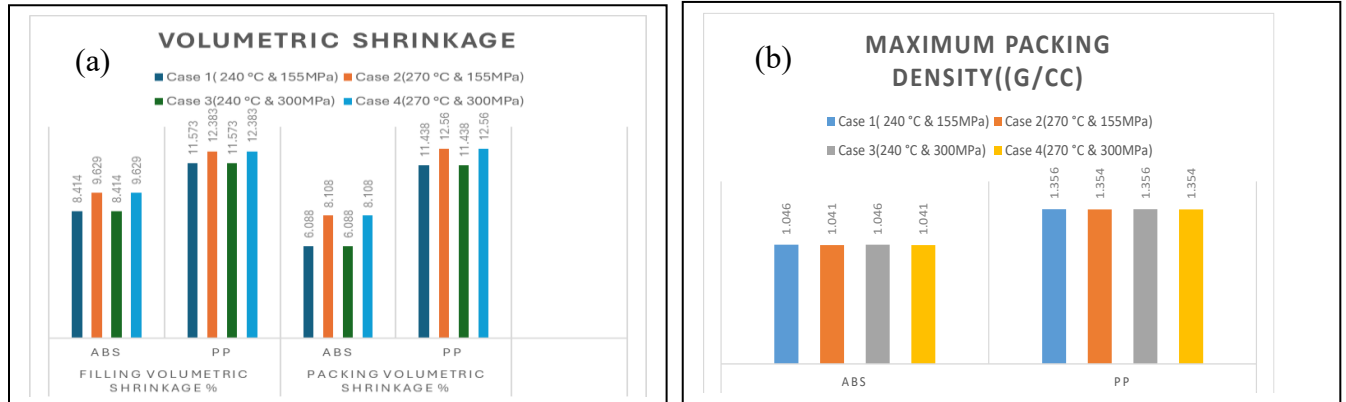 (a)
VOLUMETRIC SHRINKAGE
Case 1( 240 °C & 155MPa) Case 2(270 °C & 155MPa)
Case 3(240 °C & 300MPa) Case 4(270 °C & 300MPa)
8.414 9.629 8.414 9.629 11.573 12.383 11.573 12.383 6.088 8.108 6.088 8.108 11.438 12.56 11.438 12.56
ABS PP ABS PP
FILLING VOLUMETRIC PACKING VOLUMETRIC
SHRINKAGE % SHRINKAGE %
(b)
MAXIMUM PACKING
DENSITY((G/CC)
Case 1( 240 °C & 155MPa) Case 2(270 °C & 155MPa)
Case 3(240 °C & 300MPa) Case 4(270 °C & 300MPa)
1.046 1.041 1.046 1.041 1.356 1.354 1.356 1.354
ABS PP